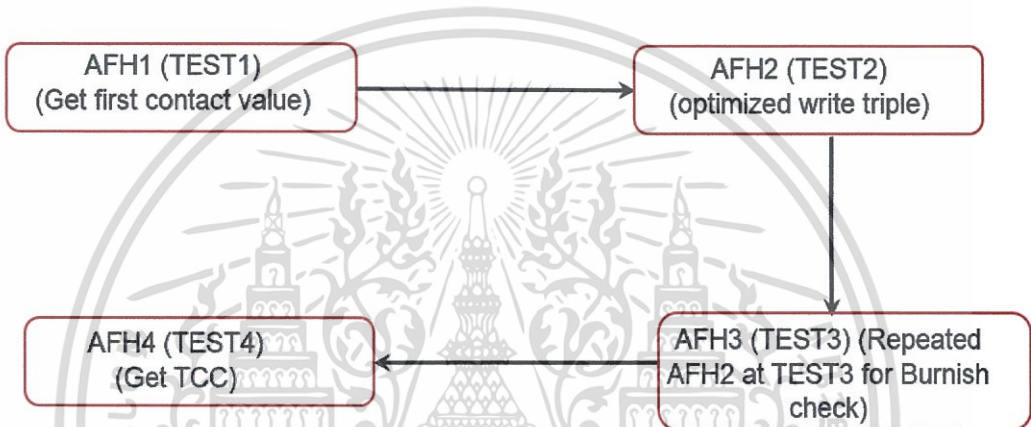 AFH1 (TEST1)
(Get first contact value)
AFH2 (TEST2)
(optimized write triple)
AFH3 (TEST3) (Repeated
AFH2 at TEST3 for Burnish
check)
AFH4 (TEST4)
(Get TCC)